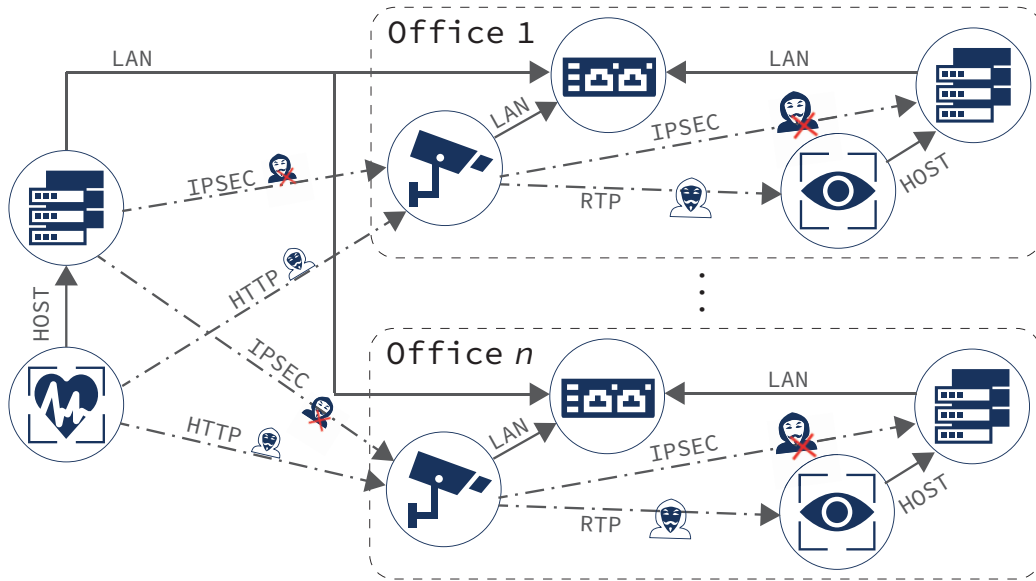 Office 1
LAN
LAN
LAN
IPSEC
IPSEC
RTP
HOST
HTTP
HOST
IPSEC
HTTP
Office n
LAN
LAN
IPSEC
RTP
HOST